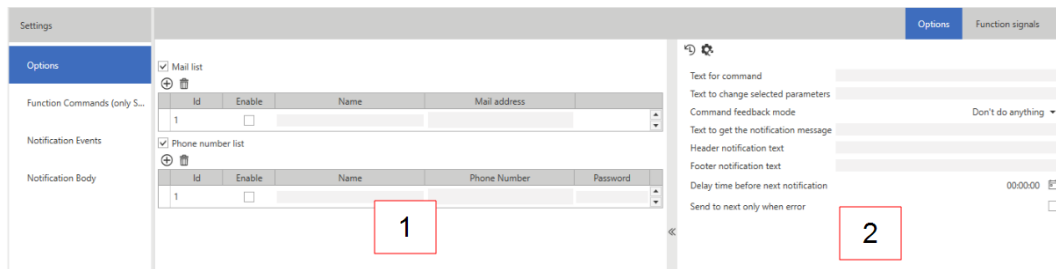 Settings
Options
Function signals
Options
Function Commands (only S...
Notification Events
Notification Body
Mail list
Id Enable Name Mail address
1
Phone number list
Id Enable Name Phone Number Password
1
1
Text for command
Text to change selected parameters
Command feedback mode Don't do anything
Text to get the notification message
Header notification text
Footer notification text
Delay time before next notification 00:00:00
Send to next only when error
2